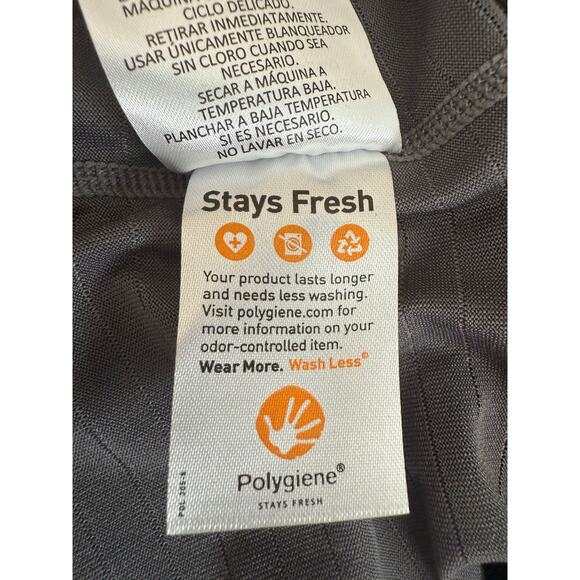 MÁQUINA
CICLO DELICADO.
RETIRAR INMEDIATAMENTE.
USAR ÚNICAMENTE BLANQUEADOR
SIN CLORO CUANDO SEA
NECESARIO.
SECAR A MÁQUINA A
TEMPERATURA BAJA.
PLANCHAR A BAJA TEMPERATURA
SI ES NECESARIO.
NO LAVAR EN SECO.
Stays Fresh
Your product lasts longer
and needs less washing.
Visit polygiene.com for
more information on your
odor-controlled item.
Wear More. Wash Less©
Polygiene®
STAYS FRESH